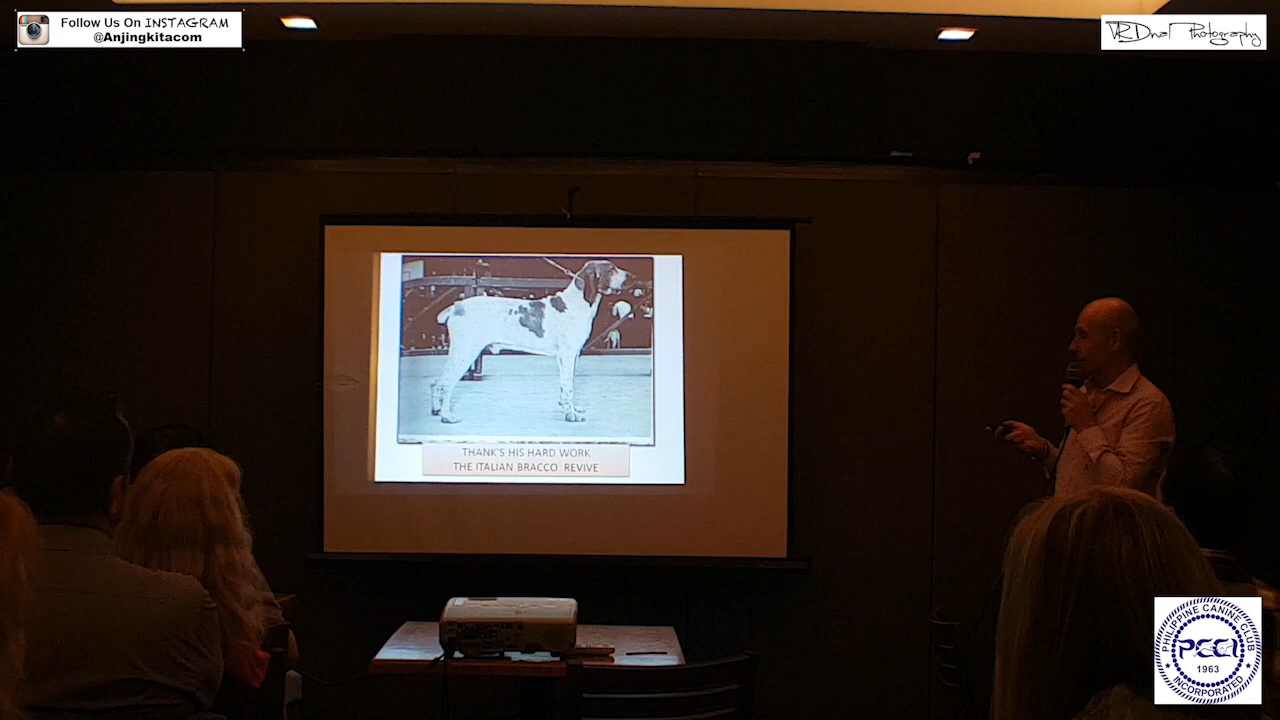 Follow Us On INSTAGRAM
@Anjingkitacom
VRDwal Photography
THANK'S HIS HARD WORK
THE ITALIAN BRACCO REVIVE
PHILIPPINE CANINE CLUB
PCCI
1963
INCORPORATED